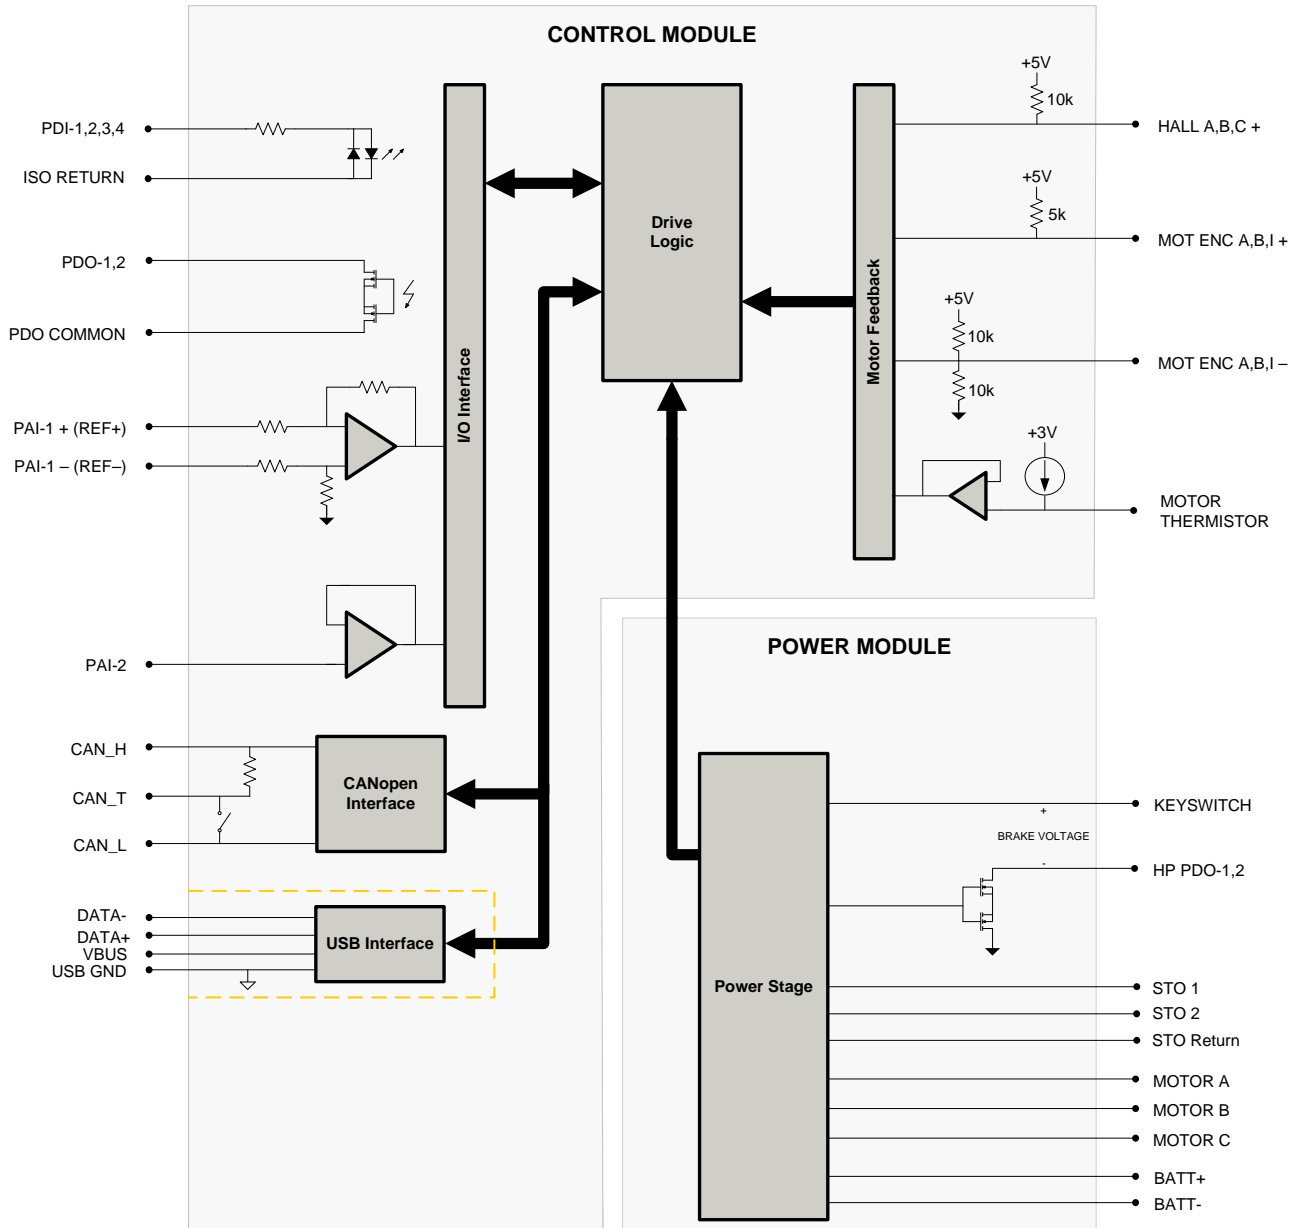 CONTROL MODULE
PDI-1,2,3,4
ISO RETURN
PDO-1,2
PDO COMMON
PAI-1 + (REF+)
PAI-1 – (REF–)
PAI-2
CAN_H
CAN_T
CAN_L
DATA-
DATA+
VBUS
USB GND
I/O Interface
CANopen
Interface
USB Interface
Drive
Logic
Motor Feedback
+5V
10k
HALL A,B,C +
+5V
5k
MOT ENC A,B,I +
+5V
10k
10k
MOT ENC A,B,I –
+3V
MOTOR
THERMISTOR
POWER MODULE
Power Stage
KEYSWITCH
+
BRAKE VOLTAGE
-
HP PDO-1,2
STO 1
STO 2
STO Return
MOTOR A
MOTOR B
MOTOR C
BATT+
BATT-